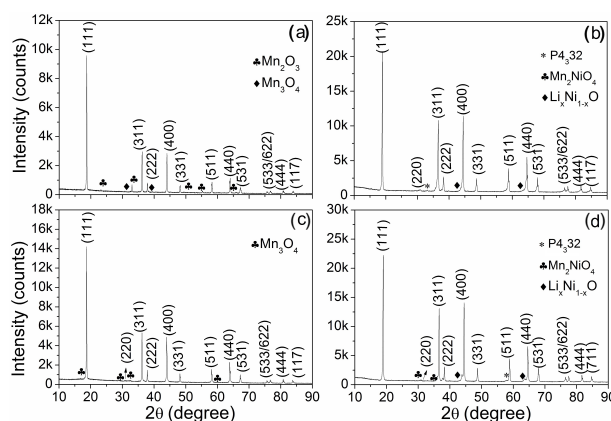 (a)
12k
10k
8k
6k
4k
2k
0
Intensity (counts)
(111)
♣Mn₂O₃
♦Mn₃O₄
(311)
(222)
(400)
(331)
(511)
(440)
(531)
(533/622)
(444)
(117)
(b)
25k
20k
15k
10k
5k
0
(111)
* P4₃32
♣Mn₂NiO₄
♦LiₓNi₁₋ₓO
(220)
(311)
(222)
(400)
(331)
(511)
(440)
(531)
(533/622)
(444)
(117)
(c)
18k
16k
14k
12k
10k
8k
6k
4k
2k
0
Intensity (counts)
(111)
♣Mn₃O₄
(220)
(311)
(222)
(400)
(331)
(511)
(440)
(531)
(533/622)
(444)
(117)
10 20 30 40 50 60 70 80 90
2θ (degree)
(d)
30k
25k
20k
15k
10k
5k
0
(111)
* P4₃32
♣Mn₂NiO₄
♦LiₓNi₁₋ₓO
(220)
(311)
(222)
(400)
(331)
(511)
(440)
(531)
(533/622)
(444)
(711)
10 20 30 40 50 60 70 80 90
2θ (degree)